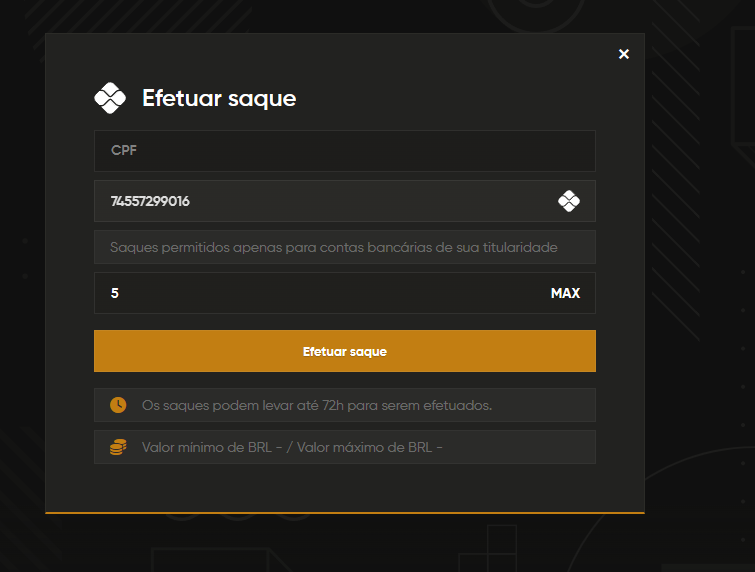 ×
Efetuar saque
CPF
74557299016
Saques permitidos apenas para contas bancárias de sua titularidade
5 MAX
Efetuar saque
Os saques podem levar até 72h para serem efetuados.
Valor mínimo de BRL - / Valor máximo de BRL -